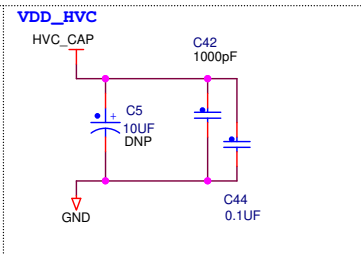 VDD_HVC
HVC_CAP
C42
1000pF
+
C5
10UF
DNP
GND
C44
0.1UF